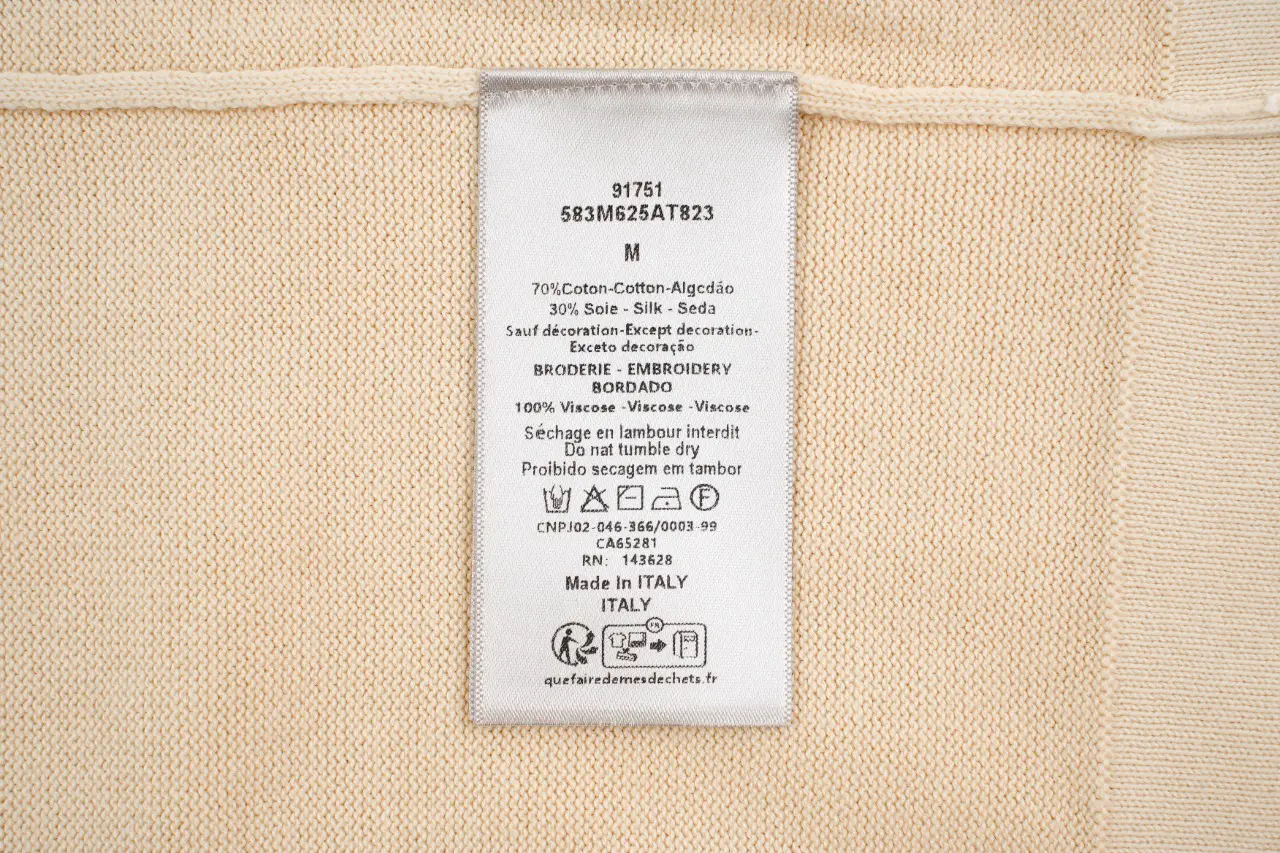 91751
583M625AT823
M
70%Coton-Cotton-Algcdão
30% Soie - Silk - Seda
Sauf décoration-Except decoration-
Exceto decoração
BRODERIE - EMBROIDERY
BORDADO
100% Viscose -Viscose -Viscose
Séchage en lambour interdit
Do nat tumble dry
Proibido secagem em tambor
F
CNPJ02-046-366/0003-99
CA65281
RN: 143628
Made In ITALY
ITALY
FR
quefairedemesdechets.fr